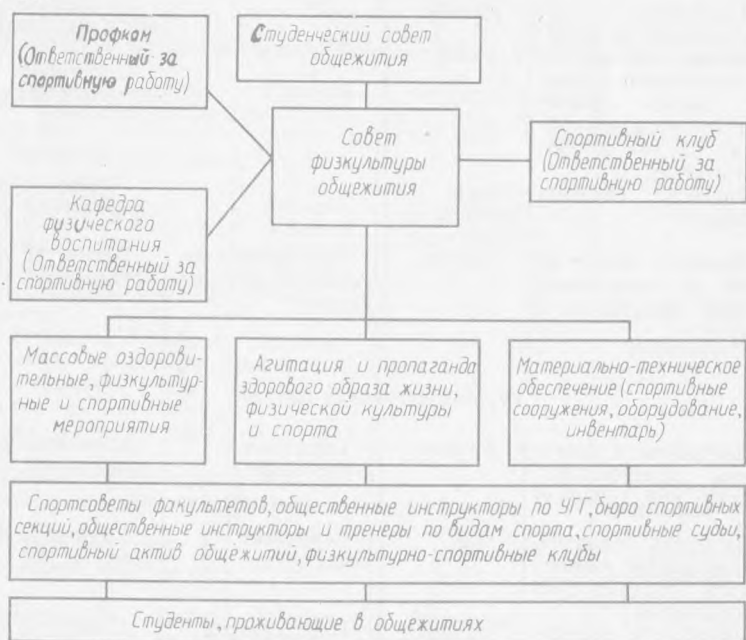 Профком
(Ответственный за
спортивную работу)
Студенческий совет
общежития
Совет
физкультуры
общежития
Спортивный клуб
(Ответственный за
спортивную работу)
Кафедра
физического
воспитания
(Ответственный за
спортивную работу)
Массовые оздорови-
тельные, физкультур-
ные и спортивные
мероприятия
Агитация и пропаганда
здорового образа жизни,
физической культуры
и спорта
Материально-техническое
обеспечение (спортивные
сооружения, оборудование,
инвентарь)
Спортсоветы факультетов, общественные инструкторы по УГГ, бюро спортивных
секций, общественные инструкторы и тренеры по видам спорта, спортивные судьи,
спортивный актив общежитий, физкультурно-спортивные клубы
Студенты, проживающие в общежитиях